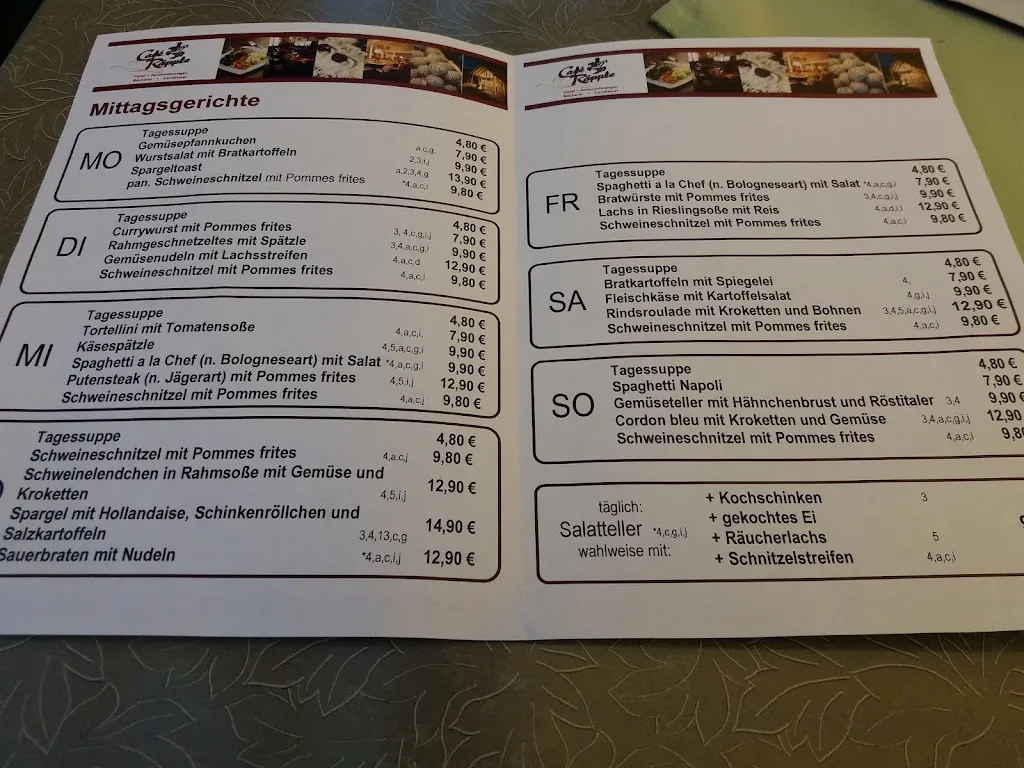 Café Räpple
Mittagsgerichte
MO
Tagessuppe 4,80 €
Gemüsepfannkuchen a,c,g, 7,90 €
Wurstsalat mit Bratkartoffeln 2,3,i,j 9,90 €
Spargeltoast a,2,3,4,g 13,90 €
pan. Schweineschnitzel mit Pommes frites *4,a,c,i 9,80 €
DI
Tagessuppe 4,80 €
Currywurst mit Pommes frites 3, 4,c,g,i,j 7,90 €
Rahmgeschnetzeltes mit Spätzle 3,4,a,c,g,i 9,90 €
Gemüsenudeln mit Lachsstreifen 4,a,c,d 12,90 €
Schweineschnitzel mit Pommes frites 4,a,c,i 9,80 €
MI
Tagessuppe 4,80 €
Tortellini mit Tomatensoße 4,a,c,i, 7,90 €
Käsespätzle 4,5,a,c,g,i 9,90 €
Spaghetti a la Chef (n. Bologneseart) mit Salat *4,a,c,g,i 9,90 €
Putensteak (n. Jägerart) mit Pommes frites 4,5,i,j 12,90 €
Schweineschnitzel mit Pommes frites 4,a,c,j 9,80 €
Tagessuppe 4,80 €
Schweineschnitzel mit Pommes frites 4,a,c,j 9,80 €
Schweinelendchen in Rahmsoße mit Gemüse und
Kroketten 4,5,i,j 12,90 €
Spargel mit Hollandaise, Schinkenröllchen und
Salzkartoffeln 3,4,13,c,g 14,90 €
Sauerbraten mit Nudeln *4,a,c,i,j 12,90 €
Café Räpple
FR
Tagessuppe 4,80 €
Spaghetti a la Chef (n. Bologneseart) mit Salat *4,a,c,g,i 7,90 €
Bratwürste mit Pommes frites 3,4,c,g,i,j 9,90 €
Lachs in Rieslingsoße mit Reis 4,a,d,i,j 12,90 €
Schweineschnitzel mit Pommes frites 4,a,c,i 9,80 €
SA
Tagessuppe 4,80 €
Bratkartoffeln mit Spiegelei 4, 7,90 €
Fleischkäse mit Kartoffelsalat 4,g,i,j 9,90 €
Rindsroulade mit Kroketten und Bohnen 3,4,5,a,c,g,i,j 12,90 €
Schweineschnitzel mit Pommes frites 4,a,c,i 9,80 €
SO
Tagessuppe 4,80 €
Spaghetti Napoli 7,90 €
Gemüseteller mit Hähnchenbrust und Röstitaler 3,4 9,90
Cordon bleu mit Kroketten und Gemüse 3,4,a,c,g,i,j 12,90
Schweineschnitzel mit Pommes frites 4,a,c,i 9,8
täglich:
Salatteller *4,c,g,i,j
wahlweise mit:
+ Kochschinken 3
+ gekochtes Ei
+ Räucherlachs 5
+ Schnitzelstreifen 4,a,c,i